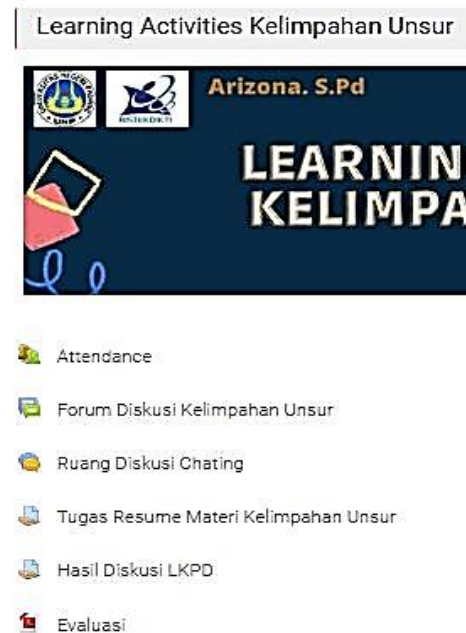 Learning Activities Kelimpahan Unsur
Arizona. S.Pd
LEARNIN
KELIMPA
Attendance
Forum Diskusi Kelimpahan Unsur
Ruang Diskusi Chating
Tugas Resume Materi Kelimpahan Unsur
Hasil Diskusi LKPD
Evaluasi